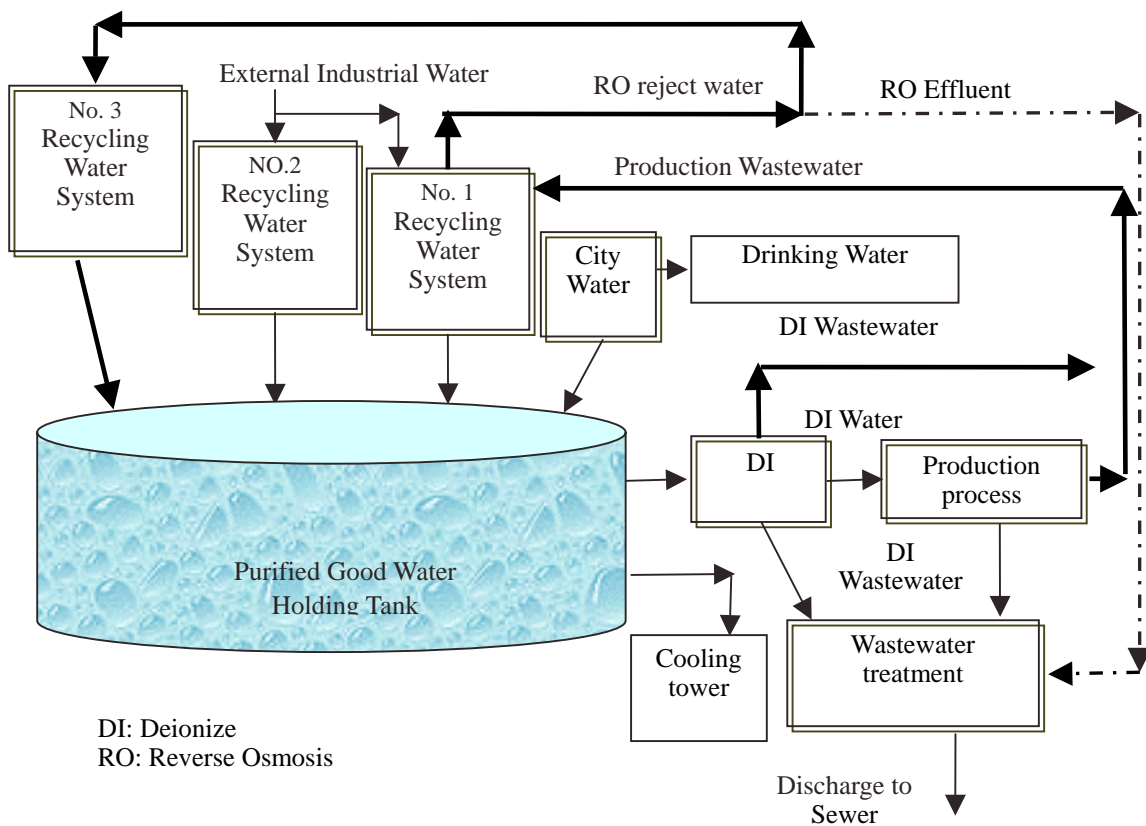 External Industrial Water
RO reject water
RO Effluent
No. 3
Recycling
Water
System
NO.2
Recycling
Water
System
No. 1
Recycling
Water
System
Production Wastewater
City
Water
Drinking Water
DI Wastewater
DI Water
DI
Production
process
DI
Wastewater
Purified Good Water
Holding Tank
Cooling
tower
Wastewater
treatment
DI: Deionize
RO: Reverse Osmosis
Discharge to
Sewer